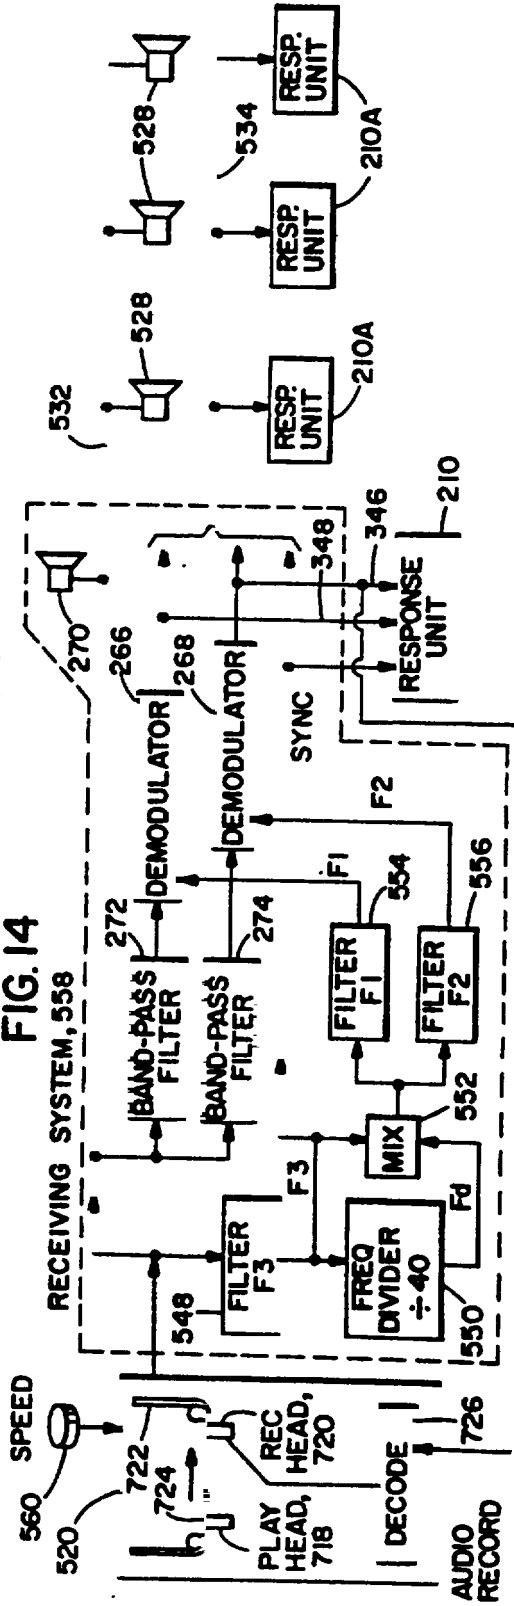 FIG. 14
RECEIVING SYSTEM, 558
SPEED
560
520
722
724
PLAY
HEAD,
718
REC
HEAD,
720
DECODE
726
AUDIO
RECORD
548
FILTER
F3
F3
FREQ
DIVIDER
÷40
550
Fd
MIX
552
BAND-PASS
FILTER
272
BAND-PASS
FILTER
274
FILTER
F1
554
FILTER
F2
556
F1
F2
DEMODULATOR
266
DEMODULATOR
268
270
SYNC
348
346
RESPONSE
UNIT
210
532
528
528
534
RESP.
UNIT
210A
RESP.
UNIT
RESP.
UNIT
210A